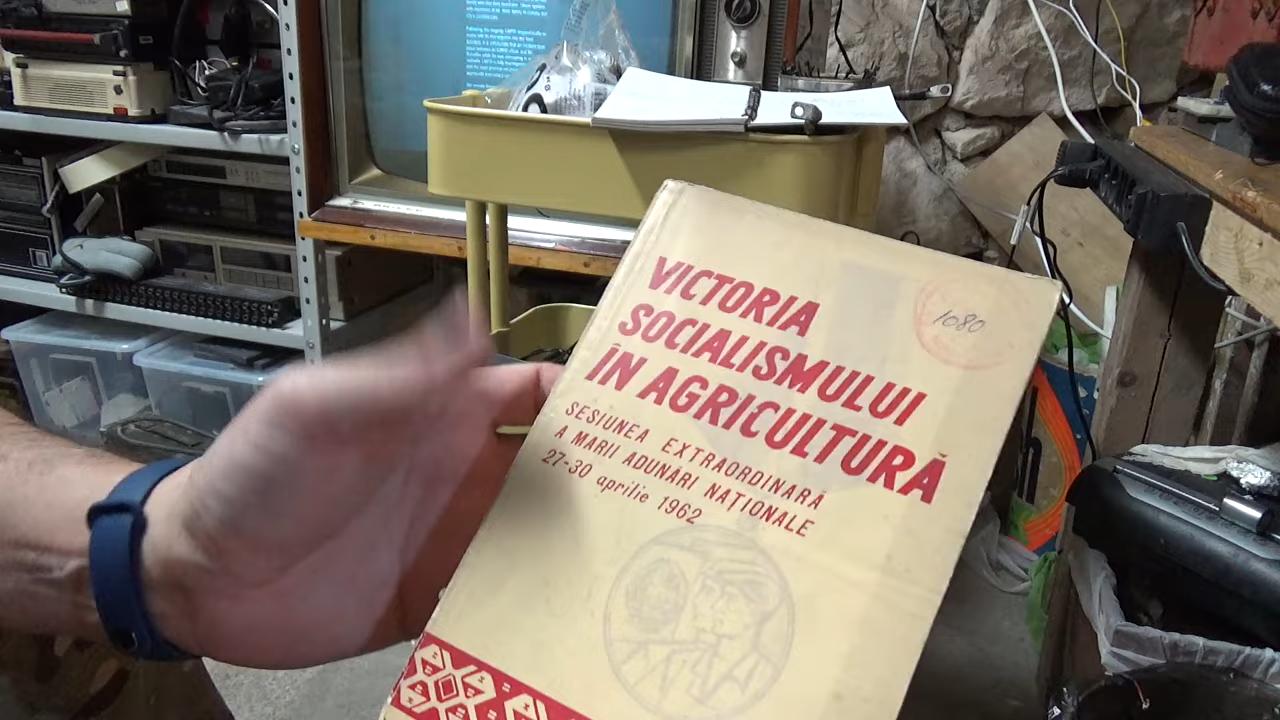 VICTORIA
SOCIALISMULUI
ÎN AGRICULTURĂ
SESIUNEA EXTRAORDINARĂ
A MARII ADUNĂRI NAȚIONALE
27-30 aprilie 1962
1080